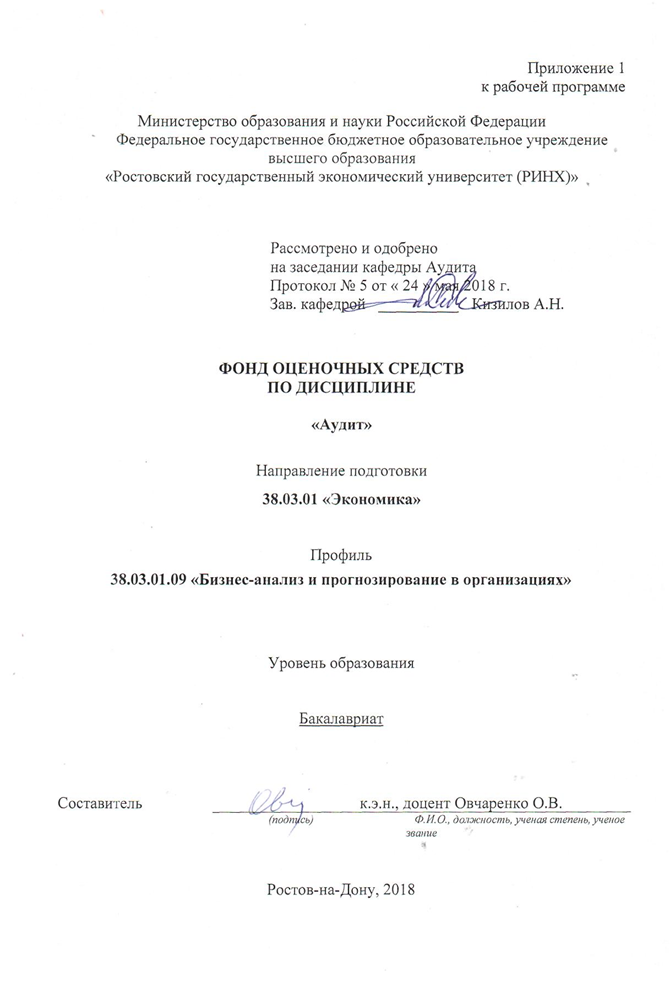 Приложение 1
к рабочей программе
Министерство образования и науки Российской Федерации
Федеральное государственное бюджетное образовательное учреждение
высшего образования
«Ростовский государственный экономический университет (РИНХ)»
Рассмотрено и одобрено
на заседании кафедры Аудита
Протокол № 5 от « 24 » мая 2018 г.
Зав. кафедрой ____________ Кизилов А.Н.
ФОНД ОЦЕНОЧНЫХ СРЕДСТВ
ПО ДИСЦИПЛИНЕ
«Аудит»
Направление подготовки
38.03.01 «Экономика»
Профиль
38.03.01.09 «Бизнес-анализ и прогнозирование в организациях»
Уровень образования
Бакалавриат
Составитель к.э.н., доцент Овчаренко О.В.
(подпись) Ф.И.О., должность, ученая степень, ученое
звание
Ростов-на-Дону, 2018